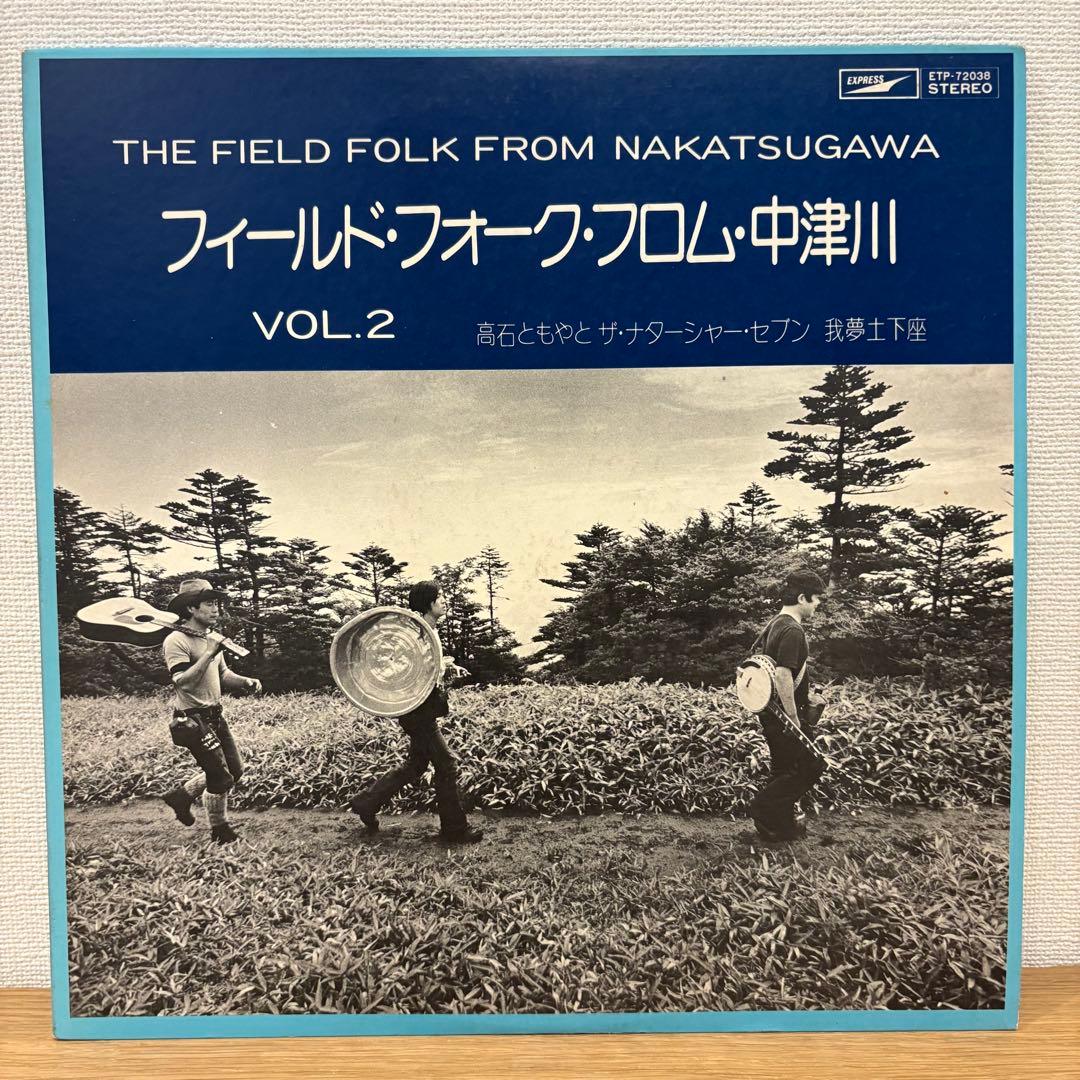 EXPRESS
ETP-72038
STEREO
THE FIELD FOLK FROM NAKATSUGAWA
フィールド・フォーク・フロム・中津川
VOL.2
高石ともやと ザ・ナターシャー・セブン 我夢土下座